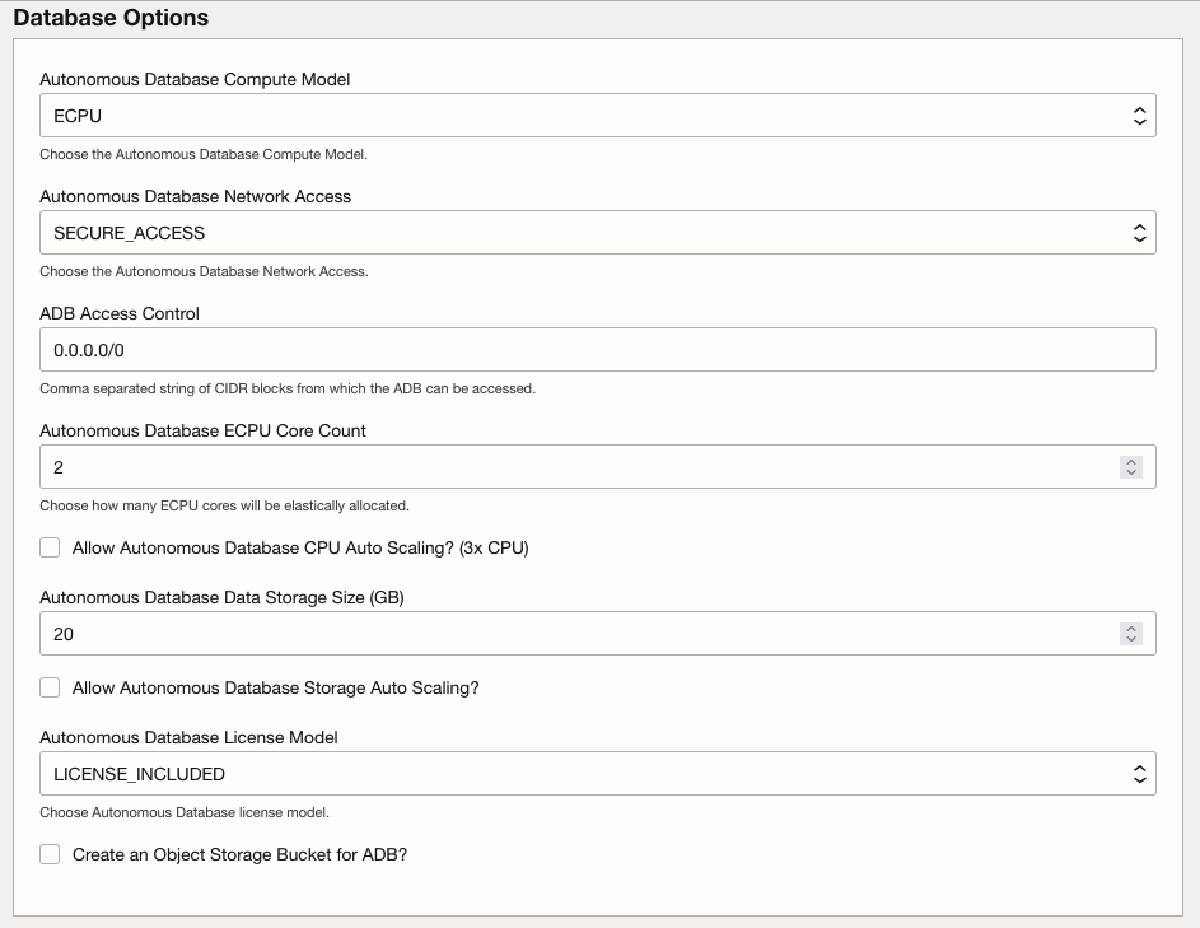 Database Options
Autonomous Database Compute Model
ECPU
Choose the Autonomous Database Compute Model.
Autonomous Database Network Access
SECURE_ACCESS
Choose the Autonomous Database Network Access.
ADB Access Control
0.0.0.0/0
Comma separated string of CIDR blocks from which the ADB can be accessed.
Autonomous Database ECPU Core Count
2
Choose how many ECPU cores will be elastically allocated.
Allow Autonomous Database CPU Auto Scaling? (3x CPU)
Autonomous Database Data Storage Size (GB)
20
Allow Autonomous Database Storage Auto Scaling?
Autonomous Database License Model
LICENSE_INCLUDED
Choose Autonomous Database license model.
Create an Object Storage Bucket for ADB?